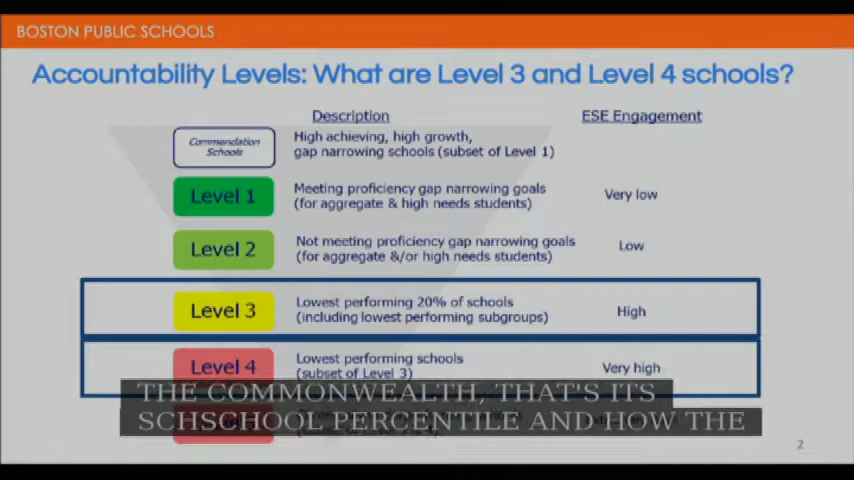 BOSTON PUBLIC SCHOOLS
Accountability Levels: What are Level 3 and Level 4 schools?
Description
ESE Engagement
Commendation
Schools
High achieving, high growth,
gap narrowing schools (subset of Level 1)
Level 1
Meeting proficiency gap narrowing goals
(for aggregate & high needs students)
Very low
Level 2
Not meeting proficiency gap narrowing goals
(for aggregate &/or high needs students)
Low
Level 3
Lowest performing 20% of schools
(including lowest performing subgroups)
High
Level 4
Lowest performing schools
(subset of Level 3)
Very high
THE COMMONWEALTH, THAT'S ITS
SCHSCHOOL PERCENTILE AND HOW THE
2